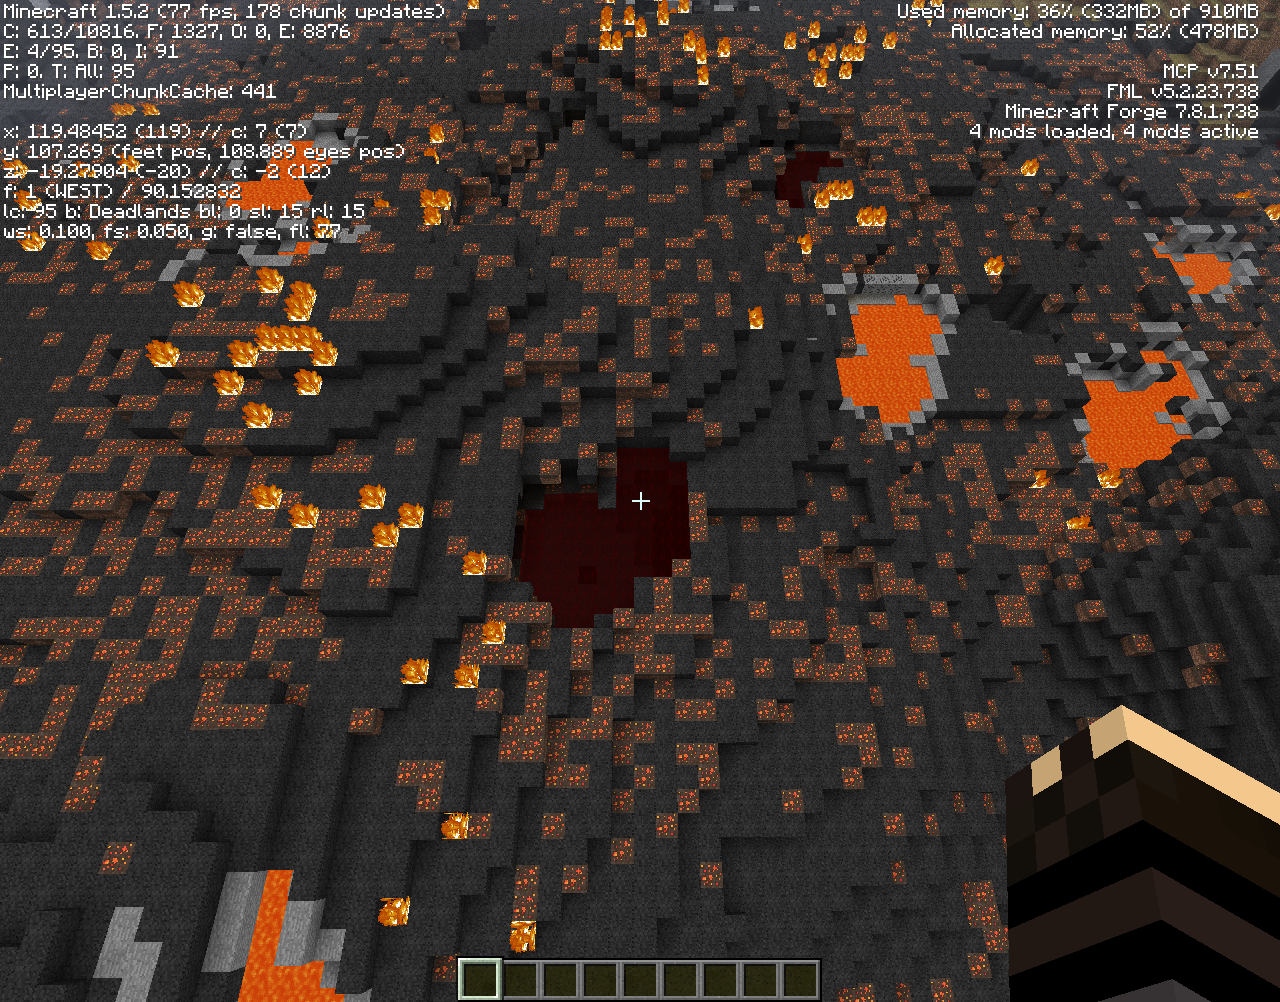 Minecraft 1.5.2 (77 fps, 178 chunk updates)
C: 613/10816. F: 1327, O: 0, E: 8876
E: 4/95. B: 0, I: 91
P: 0. T: All: 95
MultiplayerChunkCache: 441
x: 119.48452 (119) // c: 7 (7)
y: 107.269 (feet pos, 108.889 eyes pos)
z: -19.27904 (-20) // c: -2 (12)
f: 1 (WEST) / 90.152832
lc: 95 b: Deadlands bl: 0 sl: 15 rl: 15
ws: 0.100, fs: 0.050, g: false, fl: 77
Used memory: 36% (332MB) of 910MB
Allocated memory: 52% (478MB)
MCP v7.51
FML v5.2.23.738
Minecraft Forge 7.8.1.738
4 mods loaded, 4 mods active